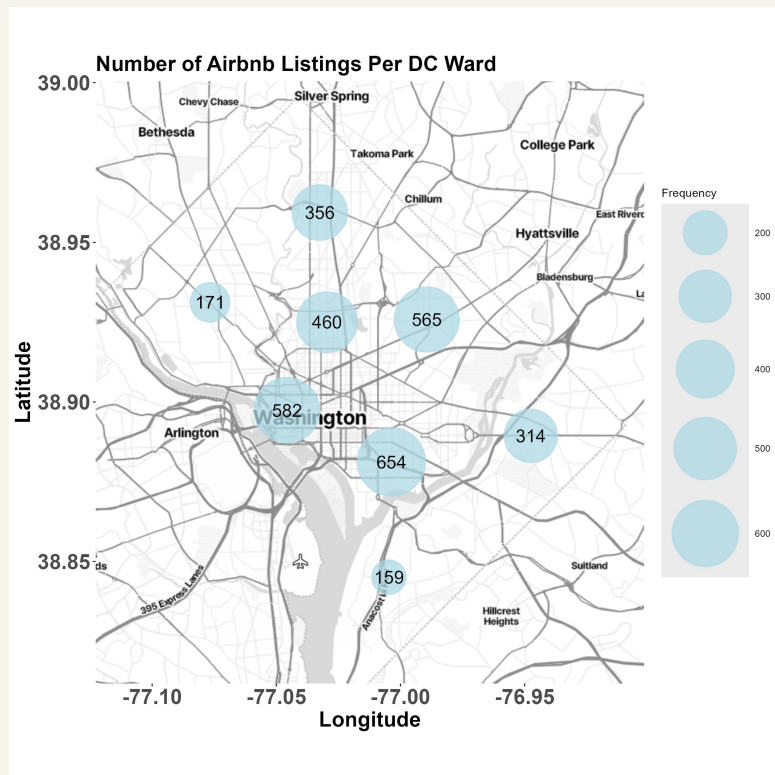 Number of Airbnb Listings Per DC Ward
39.00
38.95
38.90
38.85
Latitude
Silver Spring
Chevy Chase
Bethesda
College Park
Takoma Park
Chillum
Hyattsville
Bladensburg
356
171
460
565
582
Washington
Arlington
654
314
159
395 Express Lanes
Suitland
Hillcrest
Heights
-77.10
-77.05
-77.00
-76.95
Longitude
Frequency
200
300
400
500
600